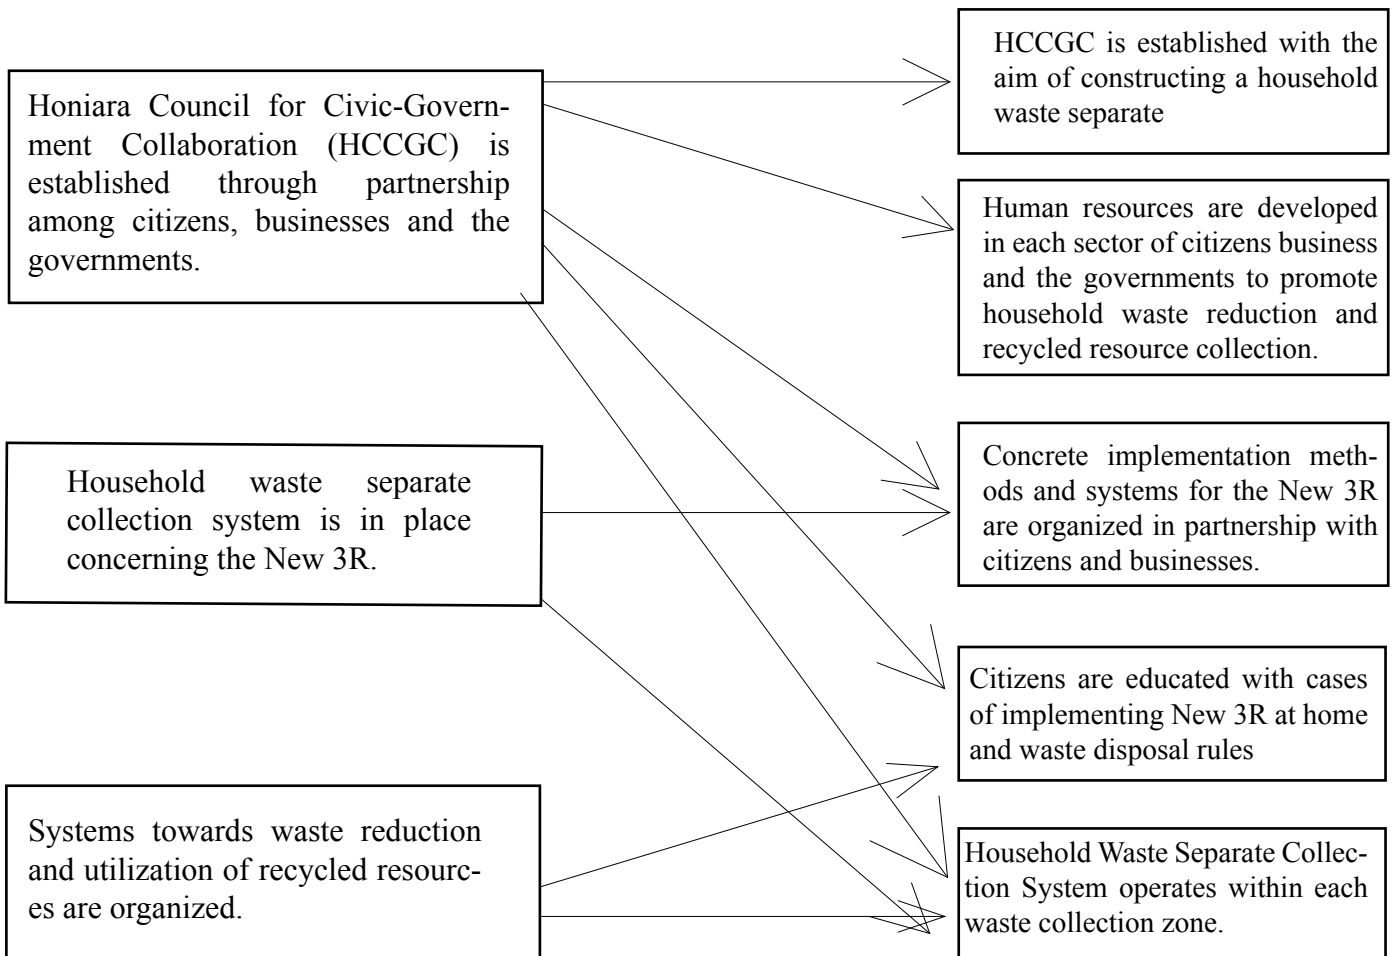 Honiara Council for Civic-Govern-
ment Collaboration (HCCGC) is
established through partnership
among citizens, businesses and the
governments.
Household waste separate
collection system is in place
concerning the New 3R.
Systems towards waste reduction
and utilization of recycled resourc-
es are organized.
HCCGC is established with the
aim of constructing a household
waste separate
Human resources are developed
in each sector of citizens business
and the governments to promote
household waste reduction and
recycled resource collection.
Concrete implementation meth-
ods and systems for the New 3R
are organized in partnership with
citizens and businesses.
Citizens are educated with cases
of implementing New 3R at home
and waste disposal rules
Household Waste Separate Collec-
tion System operates within each
waste collection zone.